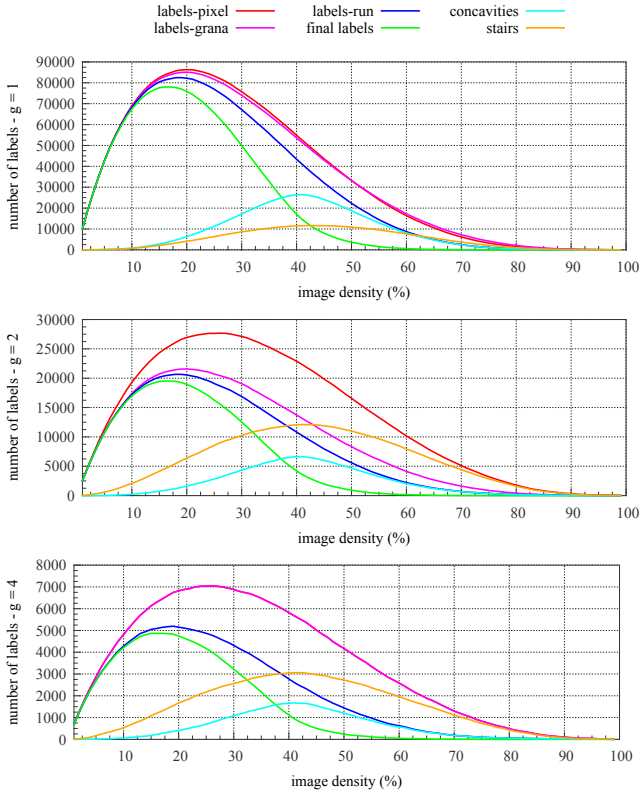 labels-pixel labels-run concavities
labels-grana final labels stairs
number of labels - g = 1
90000
80000
70000
60000
50000
40000
30000
20000
10000
0
10 20 30 40 50 60 70 80 90 100
image density (%)
number of labels - g = 2
30000
25000
20000
15000
10000
5000
0
10 20 30 40 50 60 70 80 90 100
image density (%)
number of labels - g = 4
8000
7000
6000
5000
4000
3000
2000
1000
0
10 20 30 40 50 60 70 80 90 100
image density (%)